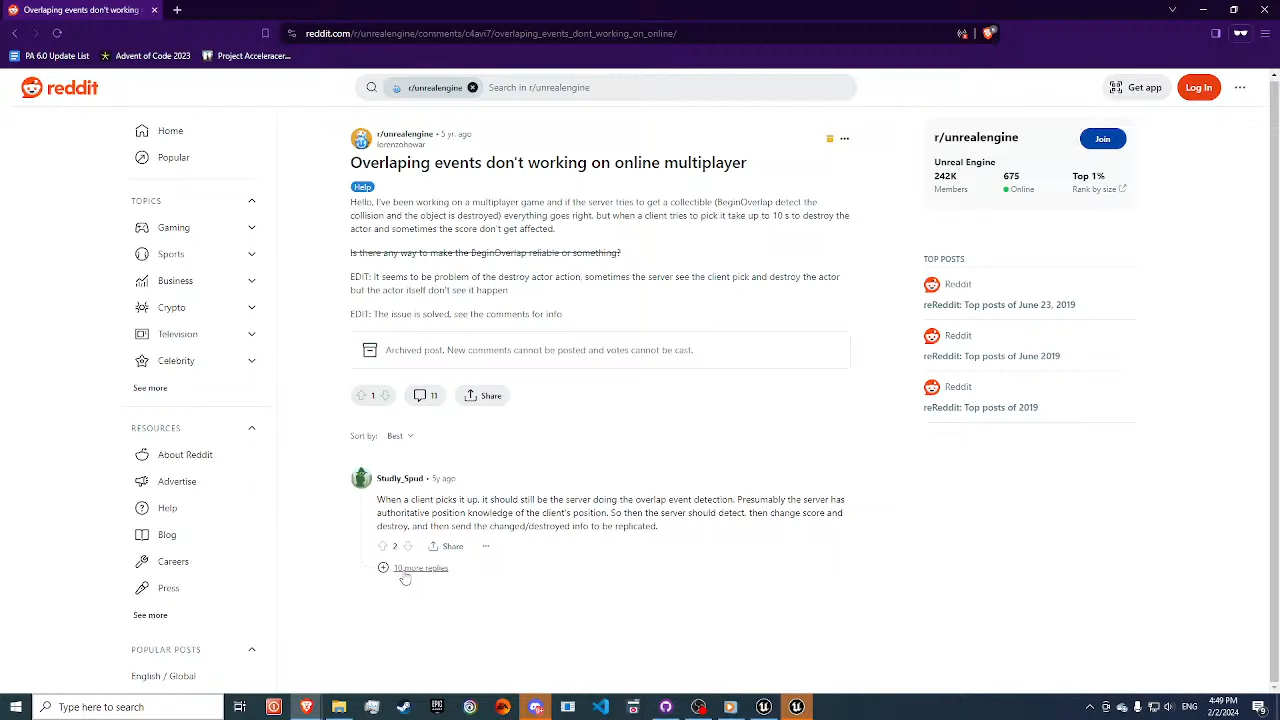 Overlaping events don't working
reddit.com/r/unrealengine/comments/c4avi7/overlaping_events_dont_working_on_online/
PA 6.0 Update List
Advent of Code 2023
Project Acceleracer...
reddit
r/unrealengine
Search in r/unrealengine
Get app
Log In
Home
Popular
TOPICS
Gaming
Sports
Business
Crypto
Television
Celebrity
See more
RESOURCES
About Reddit
Advertise
Help
Blog
Careers
Press
See more
POPULAR POSTS
English / Global
r/unrealengine • 5 yr. ago
lorenzobowar
Overlaping events don't working on online multiplayer
Help
Hello, I've been working on a multiplayer game and if the server tries to get a collectible (BeginOverlap detect the
collision and the object is destroyed) everything goes right, but when a client tries to pick it take up to 10 s to destroy the
actor and sometimes the score don't get affected.
Is there any way to make the BeginOverlap reliable or something?
EDIT: It seems to be problem of the destroy actor action, sometimes the server see the client pick and destroy the actor
but the actor itself don't see it happen
EDIT: The issue is solved, see the comments for info
Archived post. New comments cannot be posted and votes cannot be cast.
1
11
Share
Sort by: Best
Studly_Spud • 5y ago
When a client picks it up, it should still be the server doing the overlap event detection. Presumably the server has
authoritative position knowledge of the client's position. So then the server should detect, then change score and
destroy, and then send the changed/destroyed info to be replicated.
2
Share
10 more replies
r/unrealengine
Join
Unreal Engine
242K
675
Top 1%
Members
Online
Rank by size
TOP POSTS
Reddit
reReddit: Top posts of June 23, 2019
Reddit
reReddit: Top posts of June 2019
Reddit
reReddit: Top posts of 2019
Type here to search
ENG
4:49 PM
2/2/2024